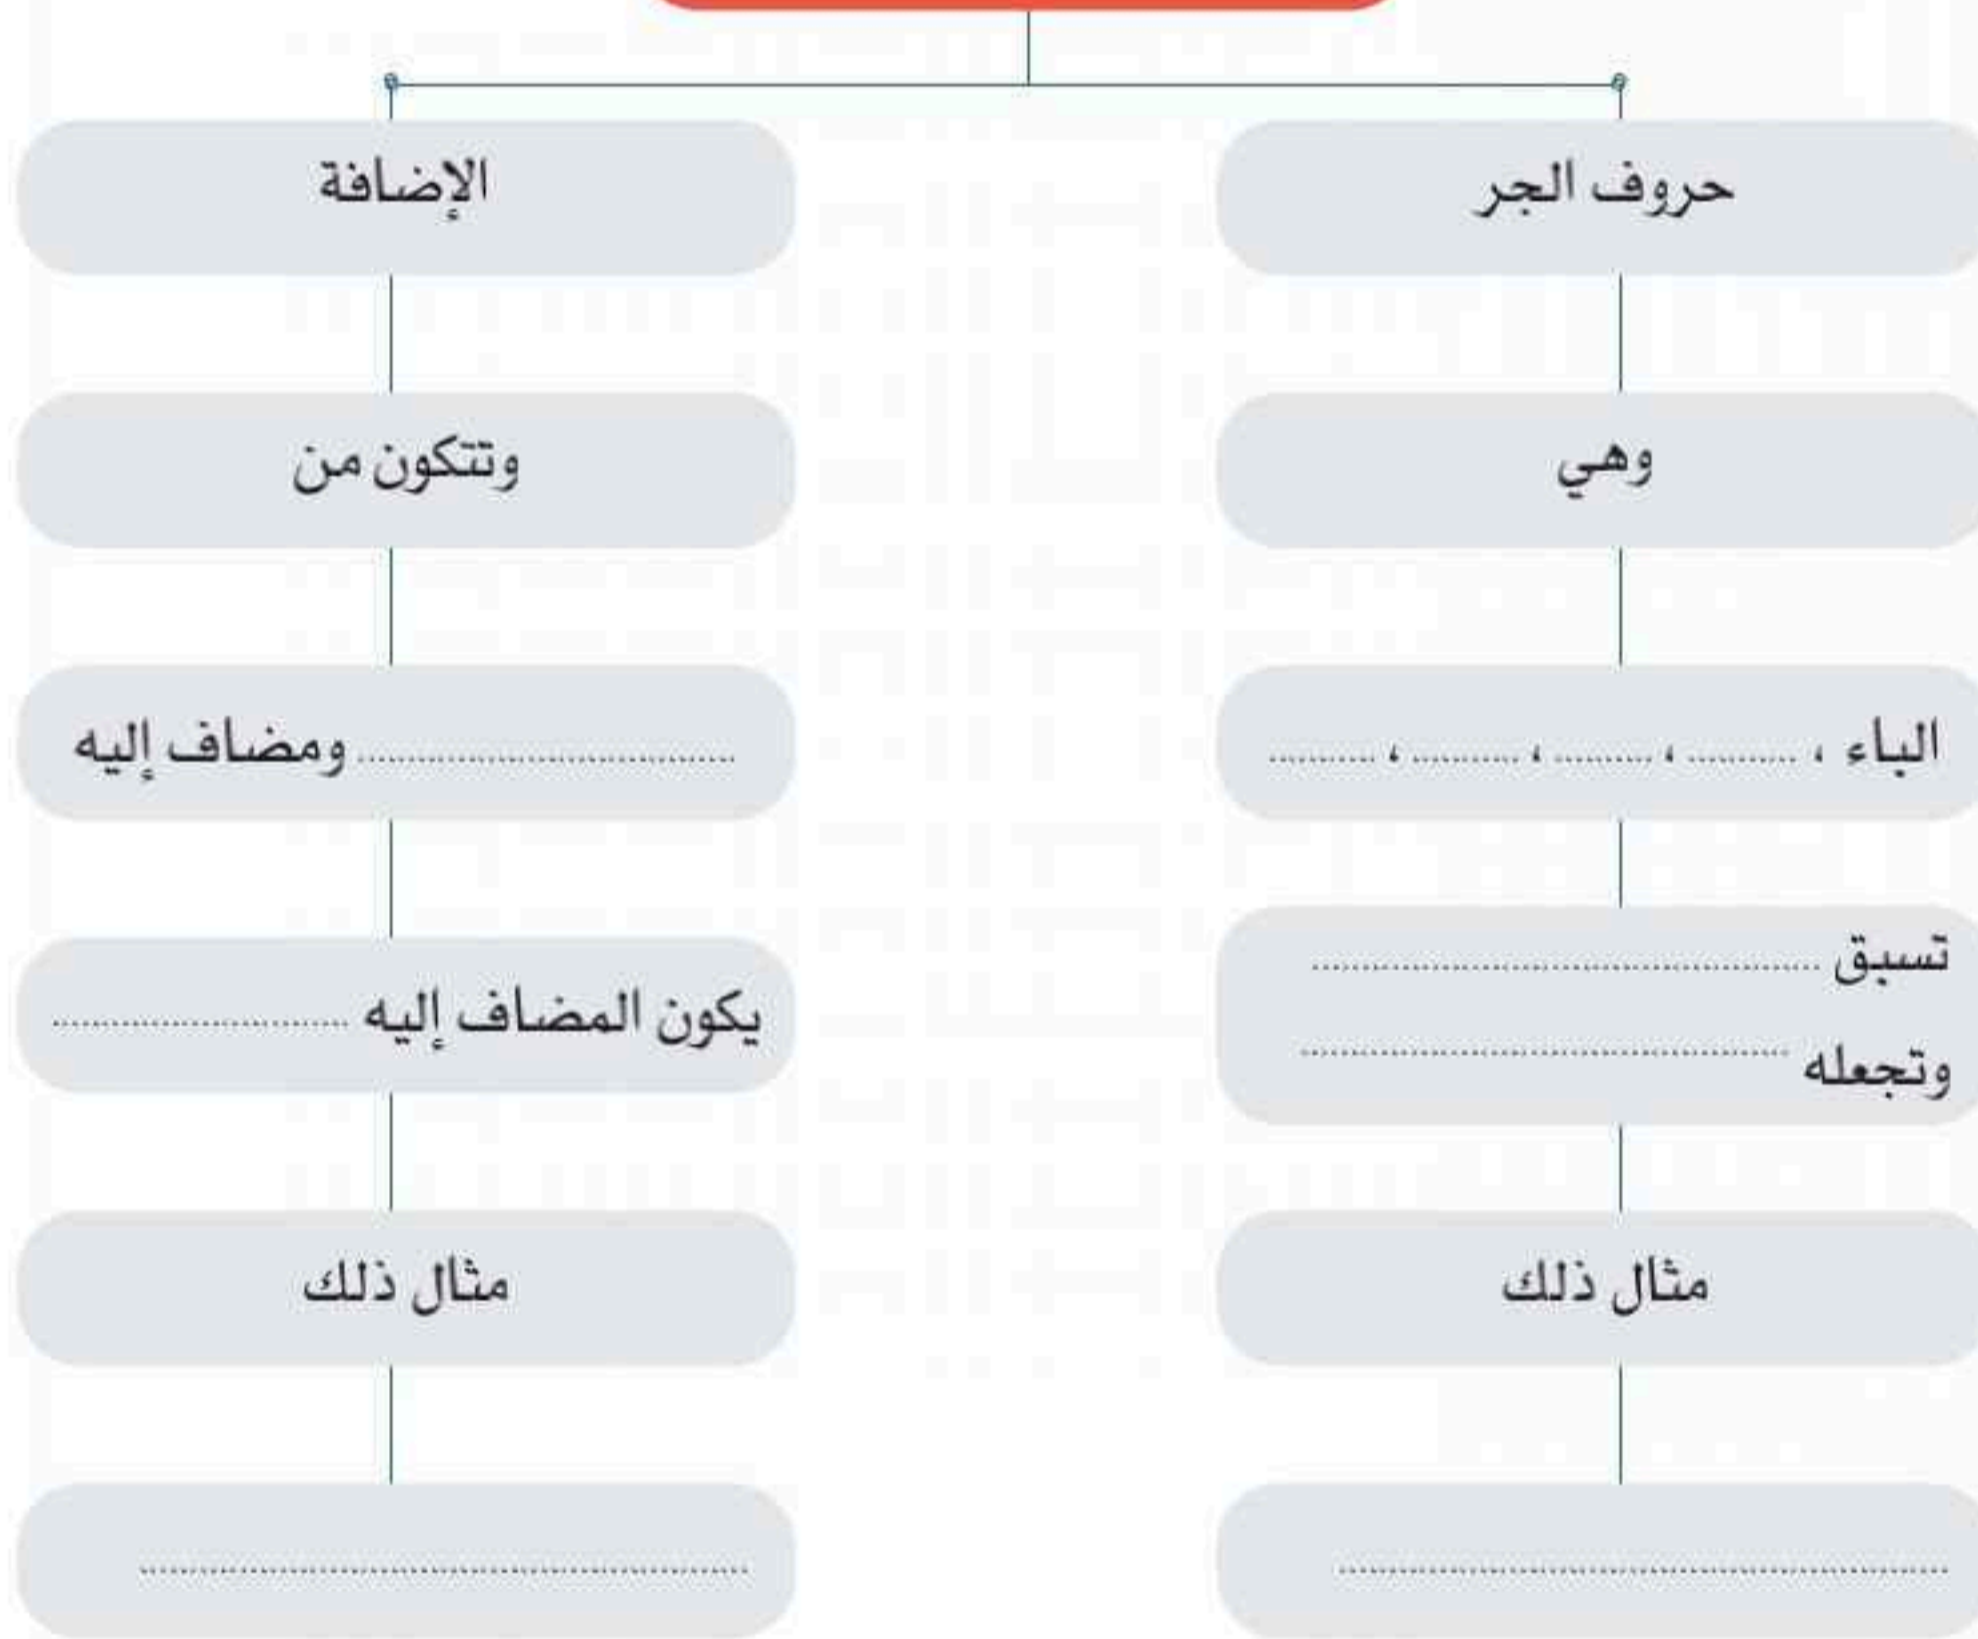 حروف الجر
الإضافة
وهي
وتتكون من
الباء ، .......... ، .......... ، .......... ، ..........
.................................... ومضاف إليه
تسبق ................................................
وتجعله ................................................
يكون المضاف إليه ..............................
مثال ذلك
مثال ذلك
............................................................
............................................................